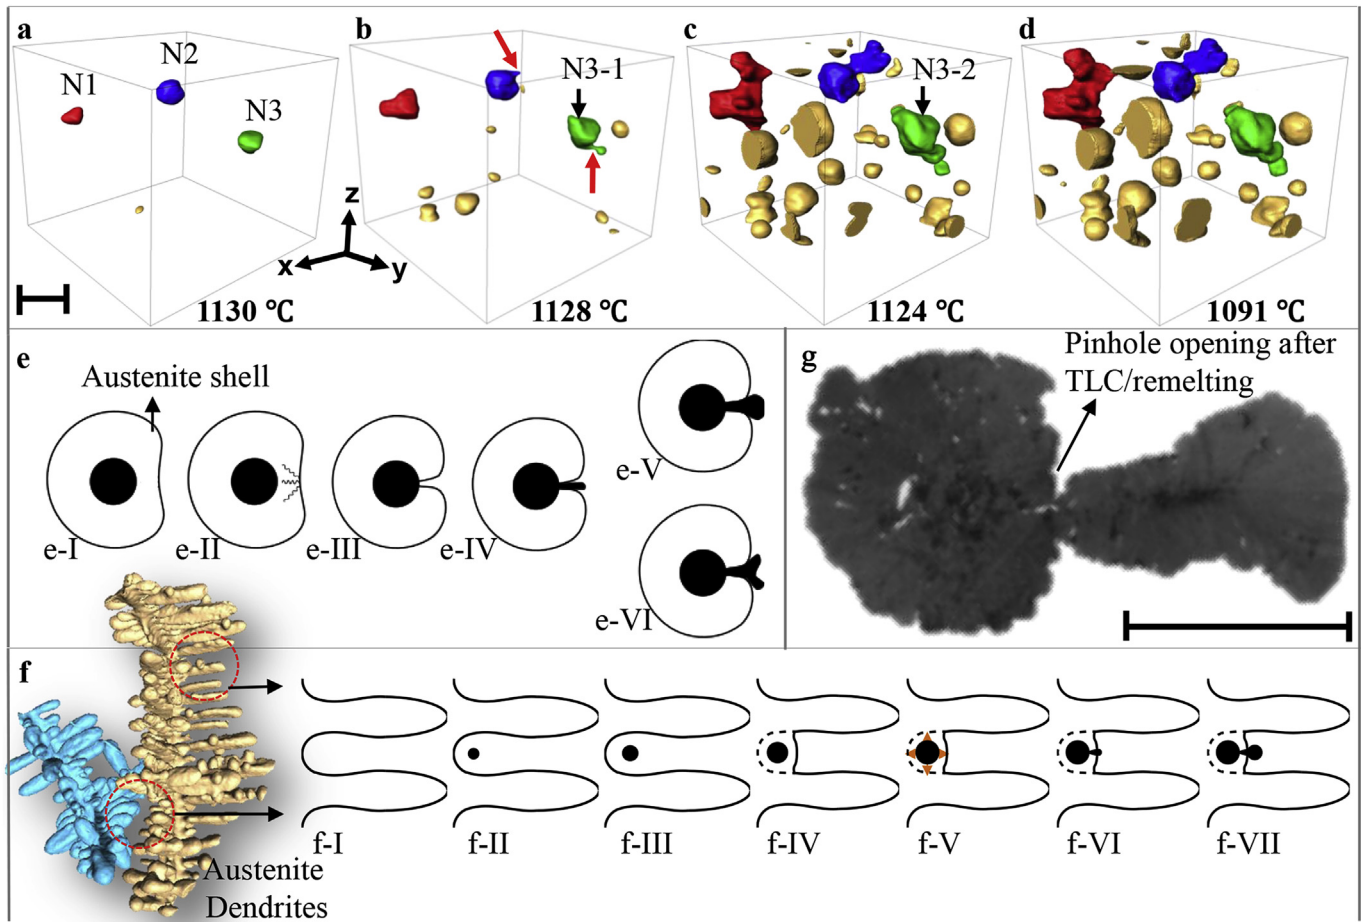 a
N1
N2
N3
1130 ℃
b
N3-1
1128 ℃
z
x
y
c
N3-2
1124 ℃
d
1091 ℃
e
Austenite shell
e-I
e-II
e-III
e-IV
e-V
e-VI
g
Pinhole opening after
TLC/remelting
f
Austenite
Dendrites
f-I
f-II
f-III
f-IV
f-V
f-VI
f-VII